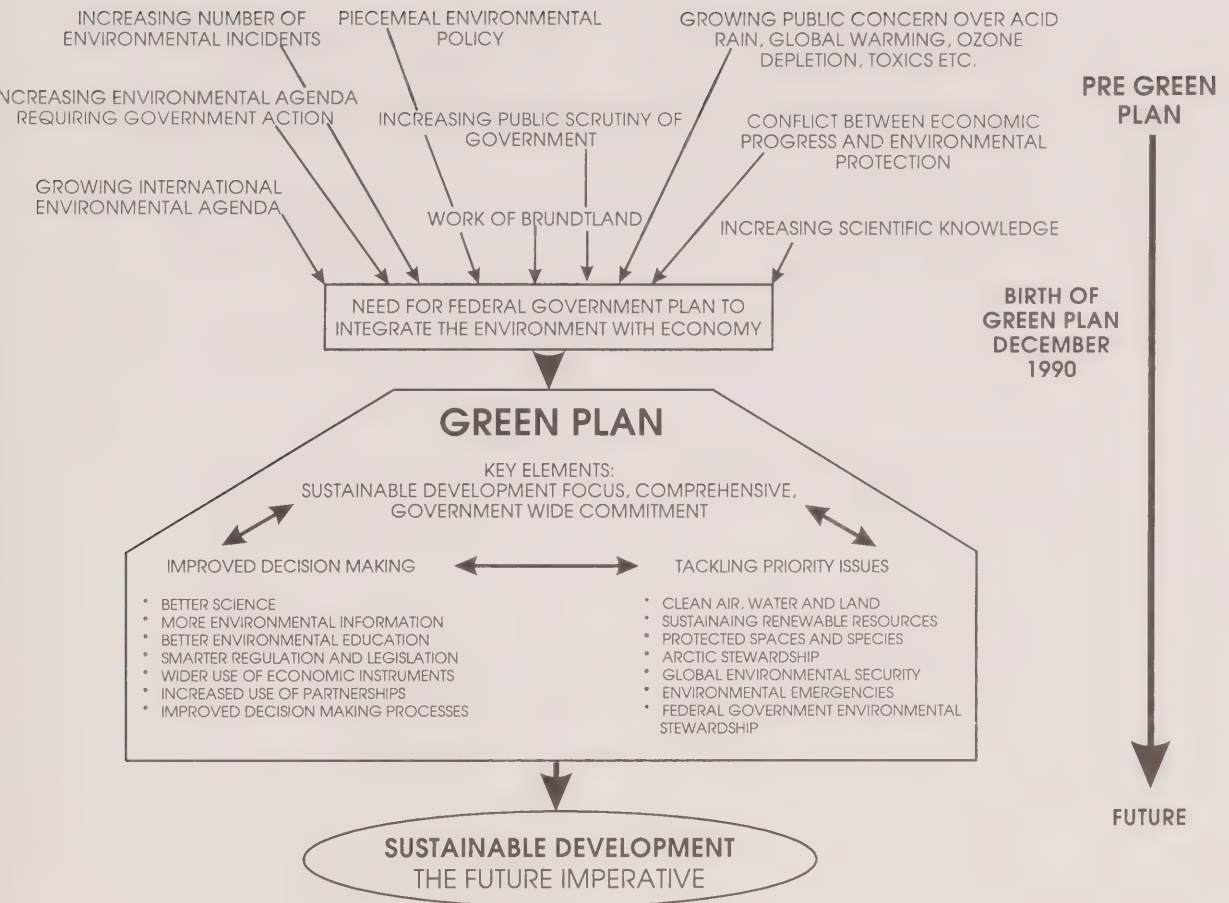 INCREASING NUMBER OF
ENVIRONMENTAL INCIDENTS
PIECEMEAL ENVIRONMENTAL
POLICY
GROWING PUBLIC CONCERN OVER ACID
RAIN, GLOBAL WARMING, OZONE
DEPLETION, TOXICS ETC.
NCREASING ENVIRONMENTAL AGENDA
REQUIRING GOVERNMENT ACTION
INCREASING PUBLIC SCRUTINY OF
GOVERNMENT
CONFLICT BETWEEN ECONOMIC
PROGRESS AND ENVIRONMENTAL
PROTECTION
GROWING INTERNATIONAL
ENVIRONMENTAL AGENDA
WORK OF BRUNDTLAND
INCREASING SCIENTIFIC KNOWLEDGE
NEED FOR FEDERAL GOVERNMENT PLAN TO
INTEGRATE THE ENVIRONMENT WITH ECONOMY
GREEN PLAN
KEY ELEMENTS:
SUSTAINABLE DEVELOPMENT FOCUS, COMPREHENSIVE,
GOVERNMENT WIDE COMMITMENT
IMPROVED DECISION MAKING
* BETTER SCIENCE
* MORE ENVIRONMENTAL INFORMATION
* BETTER ENVIRONMENTAL EDUCATION
* SMARTER REGULATION AND LEGISLATION
* WIDER USE OF ECONOMIC INSTRUMENTS
* INCREASED USE OF PARTNERSHIPS
* IMPROVED DECISION MAKING PROCESSES
TACKLING PRIORITY ISSUES
* CLEAN AIR, WATER AND LAND
* SUSTAINAING RENEWABLE RESOURCES
* PROTECTED SPACES AND SPECIES
* ARCTIC STEWARDSHIP
* GLOBAL ENVIRONMENTAL SECURITY
* ENVIRONMENTAL EMERGENCIES
* FEDERAL GOVERNMENT ENVIRONMENTAL
STEWARDSHIP
SUSTAINABLE DEVELOPMENT
THE FUTURE IMPERATIVE
PRE GREEN
PLAN
BIRTH OF
GREEN PLAN
DECEMBER
1990
FUTURE